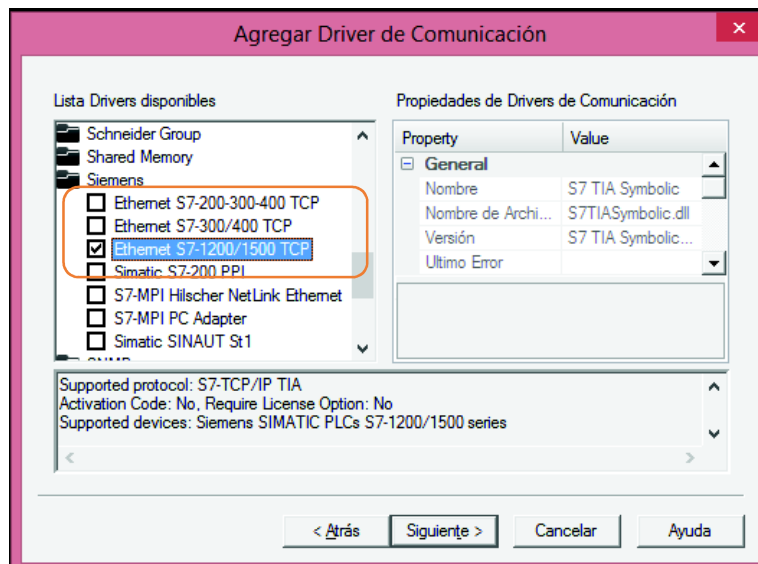 Agregar Driver de Comunicación
Lista Drivers disponibles
Schneider Group
Shared Memory
Siemens
Ethernet S7-200-300-400 TCP
Ethernet S7-300/400 TCP
Ethernet S7-1200/1500 TCP
Simatic S7-200 PPI
S7-MPI Hilscher NetLink Ethernet
S7-MPI PC Adapter
Simatic SINAUT St1
Propiedades de Drivers de Comunicación
Property Value
General
Nombre S7 TIA Symbolic
Nombre de Archi... S7TIASymbolic.dll
Versión S7 TIA Symbolic...
Ultimo Error
Supported protocol: S7-TCP/IP TIA
Activation Code: No, Require License Option: No
Supported devices: Siemens SIMATIC PLCs S7-1200/1500 series
< Atrás Siguiente > Cancelar Ayuda